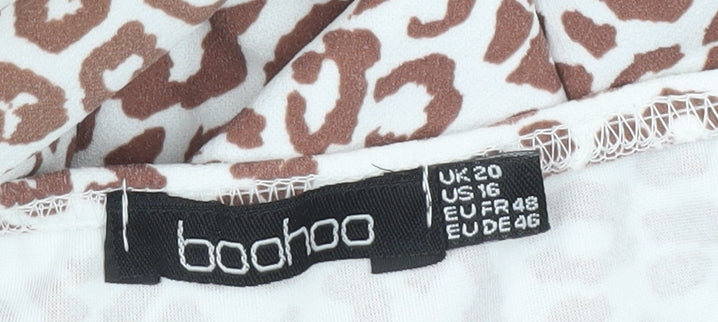 boohoo
UK 20
US 16
EU FR 48
EU DE 46